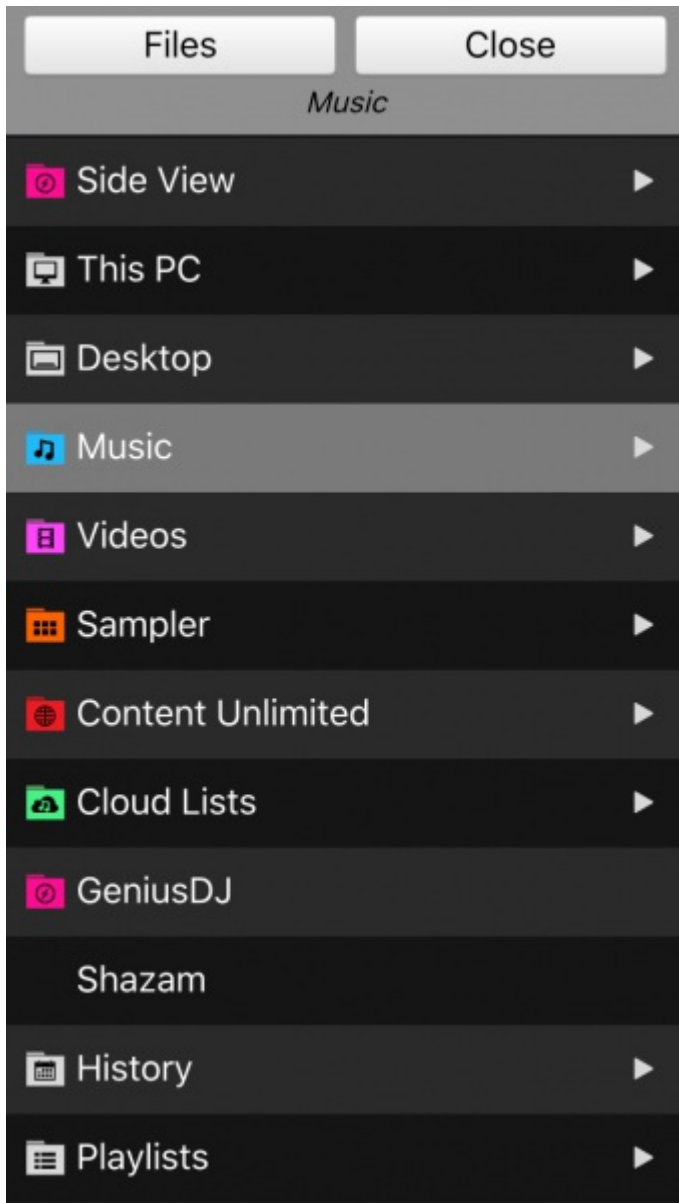 Files Close
Music
Side View
This PC
Desktop
Music
Videos
Sampler
Content Unlimited
Cloud Lists
GeniusDJ
Shazam
History
Playlists